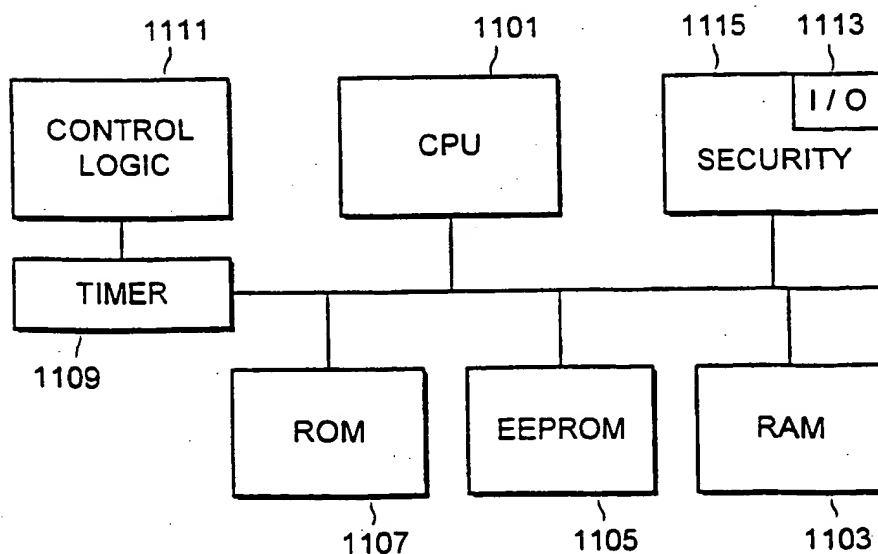 1111
1101
1115
1113
CONTROL
LOGIC
CPU
I / O
SECURITY
TIMER
1109
ROM
EEPROM
RAM
1107
1105
1103